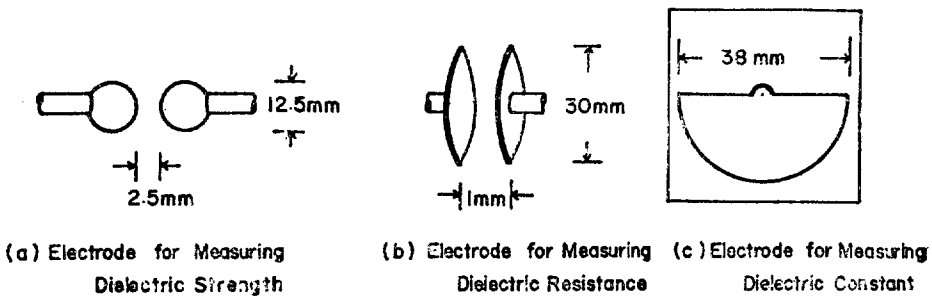 12.5mm
2.5mm
30mm
1mm
38 mm
(a) Electrode for Measuring
Dielectric Strength
(b) Electrode for Measuring
Dielectric Resistance
(c) Electrode for Measuring
Dielectric Constant